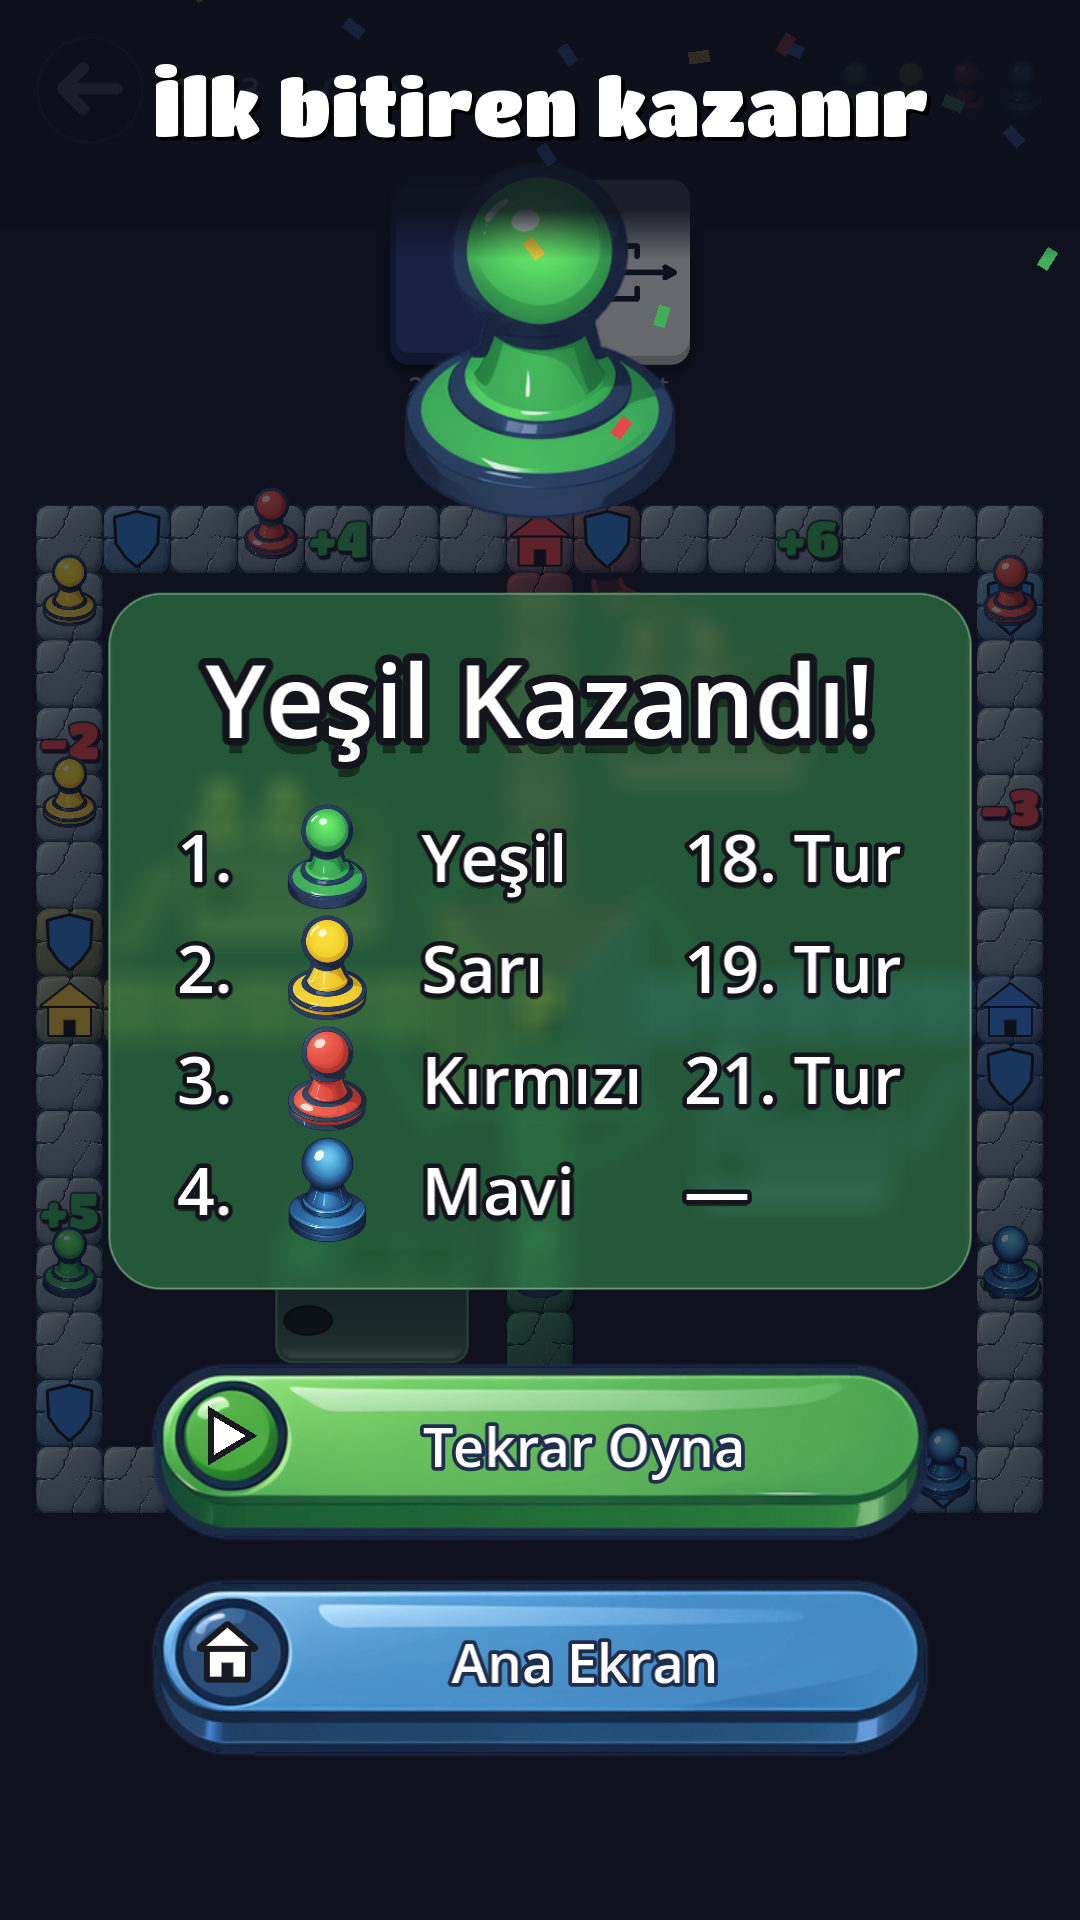 İlk bitiren kazanır
+4
+6
Yeşil Kazandı!
-2
-3
1. Yeşil 18. Tur
2. Sarı 19. Tur
3. Kırmızı 21. Tur
4. Mavi —
+5
Tekrar Oyna
Ana Ekran